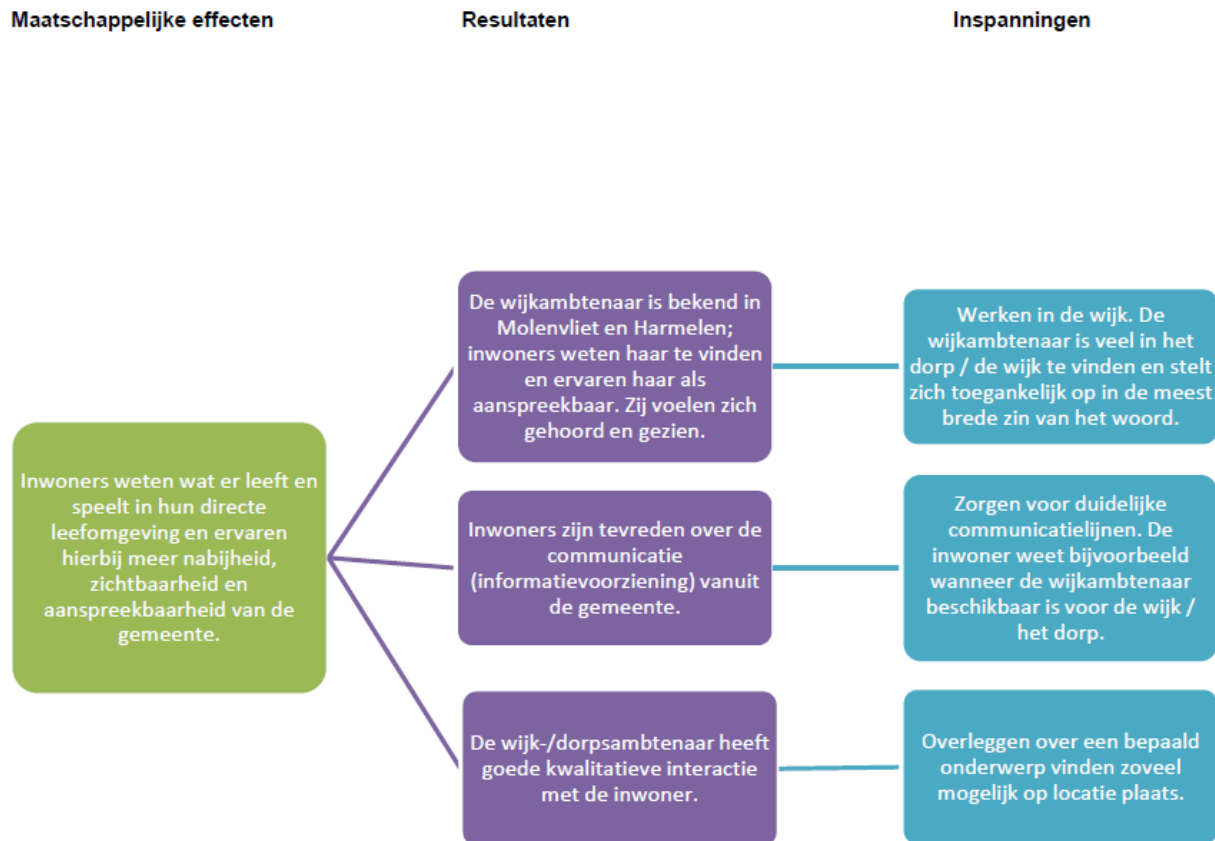 Maatschappelijke effecten
Resultaten
Inspanningen
Inwoners weten wat er leeft en
speelt in hun directe
leefomgeving en ervaren
hierbij meer nabijheid,
zichtbaarheid en
aanspreekbaarheid van de
gemeente.
De wijkambtenaar is bekend in
Molenvliet en Harmelen;
inwoners weten haar te vinden
en ervaren haar als
aanspreekbaar. Zij voelen zich
gehoord en gezien.
Werken in de wijk. De
wijkambtenaar is veel in het
dorp / de wijk te vinden en stelt
zich toegankelijk op in de meest
brede zin van het woord.
Inwoners zijn tevreden over de
communicatie
(informatievoorziening) vanuit
de gemeente.
Zorgen voor duidelijke
communicatielijnen. De
inwoner weet bijvoorbeeld
wanneer de wijkambtenaar
beschikbaar is voor de wijk /
het dorp.
De wijk-/dorpsambtenaar heeft
goede kwalitatieve interactie
met de inwoner.
Overleggen over een bepaald
onderwerp vinden zoveel
mogelijk op locatie plaats.